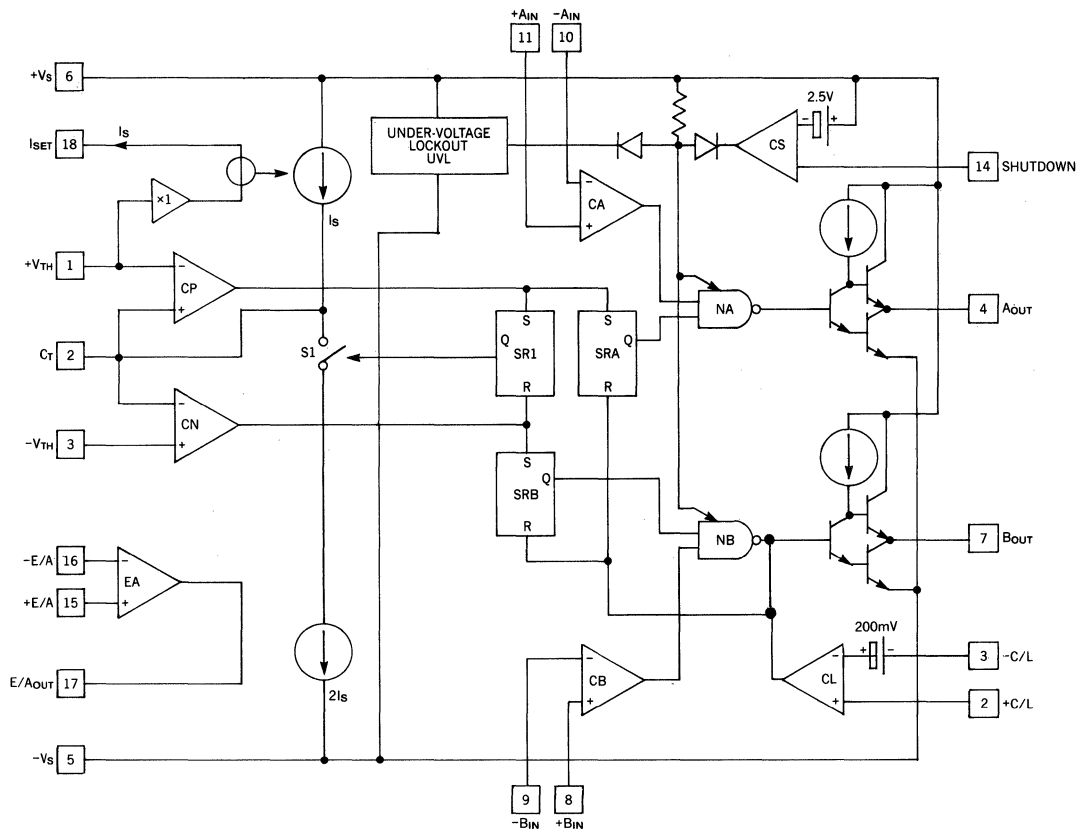 +AIN -AIN
11 10
+VS 6
2.5V
- +
ISET 18 IS
UNDER-VOLTAGE
LOCKOUT
UVL
CS
14 SHUTDOWN
×1
IS
-
CA
+
+VTH 1
-
CP
+
S
Q
SR1
R
S
Q
SRA
R
NA
4 AOUT
CT 2
S1
-
CN
+
-VTH 3
S
Q
SRB
R
NB
7 BOUT
-E/A 16 -
EA
+E/A 15 +
200mV
+ -
3 -C/L
-
CL
+
2 +C/L
E/AOUT 17
2IS
-
CB
+
-VS 5
9 8
-BIN +BIN